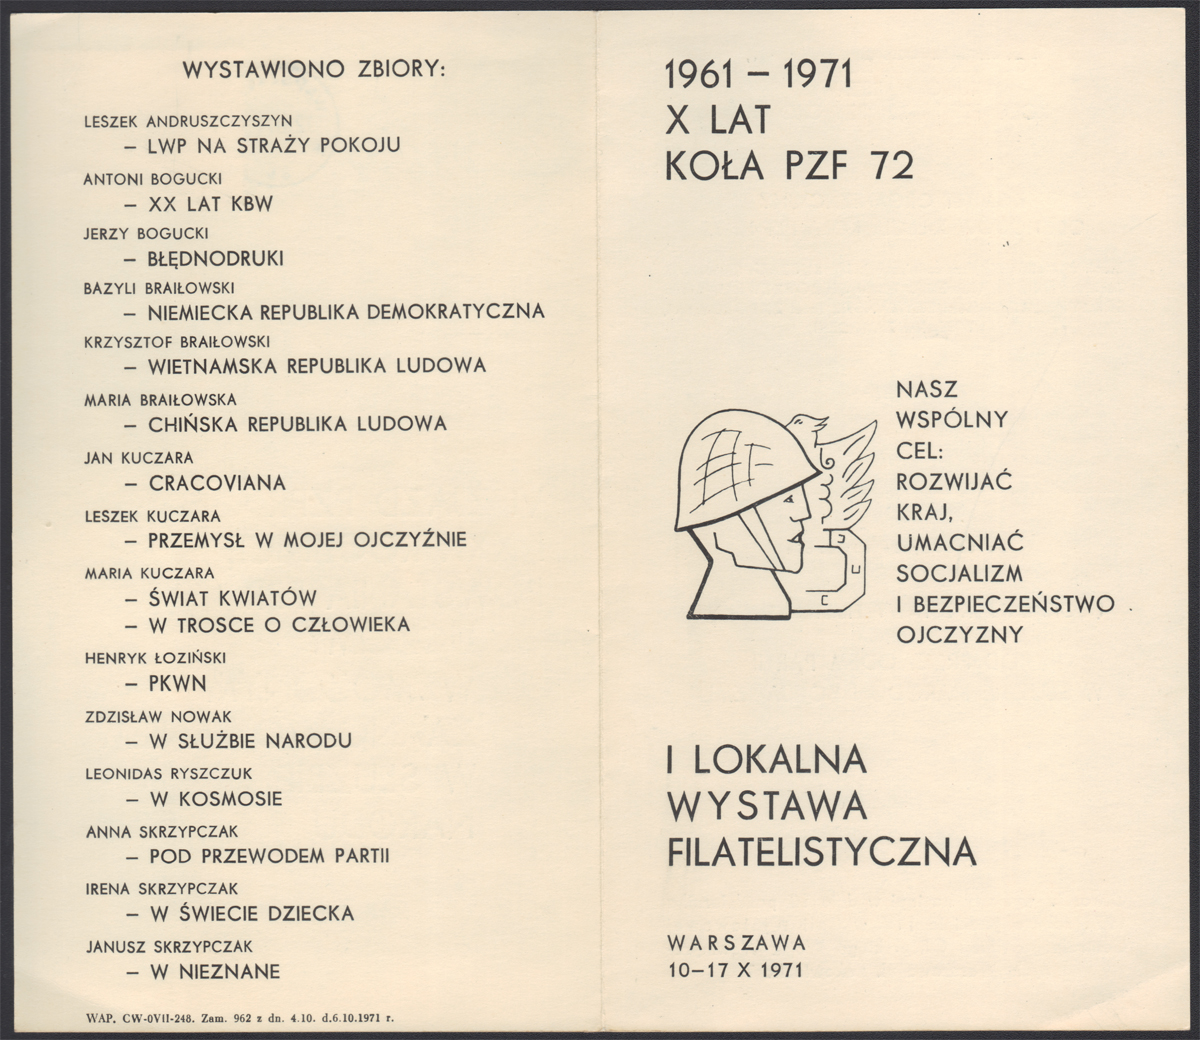 WYSTAWIONO ZBIORY:
LESZEK ANDRUSZCZYSZYN
– LWP NA STRAŻY POKOJU
ANTONI BOGUCKI
– XX LAT KBW
JERZY BOGUCKI
– BŁĘDNODRUKI
BAZYLI BRAIŁOWSKI
– NIEMIECKA REPUBLIKA DEMOKRATYCZNA
KRZYSZTOF BRAIŁOWSKI
– WIETNAMSKA REPUBLIKA LUDOWA
MARIA BRAIŁOWSKA
– CHIŃSKA REPUBLIKA LUDOWA
JAN KUCZARA
– CRACOVIANA
LESZEK KUCZARA
– PRZEMYSŁ W MOJEJ OJCZYŹNIE
MARIA KUCZARA
– ŚWIAT KWIATÓW
– W TROSCE O CZŁOWIEKA
HENRYK ŁOZIŃSKI
– PKWN
ZDZISŁAW NOWAK
– W SŁUŻBIE NARODU
LEONIDAS RYSZCZUK
– W KOSMOSIE
ANNA SKRZYPCZAK
– POD PRZEWODEM PARTII
IRENA SKRZYPCZAK
– W ŚWIECIE DZIECKA
JANUSZ SKRZYPCZAK
– W NIEZNANE
WAP. CW-0VII-248. Zam. 962 z dn. 4.10. d.6.10.1971 r.
1961 – 1971
X LAT
KOŁA PZF 72
NASZ
WSPÓLNY
CEL:
ROZWIJAĆ
KRAJ,
UMACNIAĆ
SOCJALIZM
I BEZPIECZEŃSTWO
OJCZYZNY
I LOKALNA
WYSTAWA
FILATELISTYCZNA
WARSZAWA
10–17 X 1971